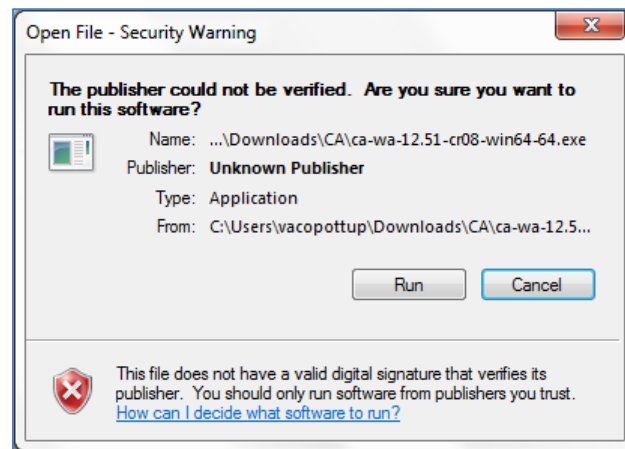 Open File - Security Warning
The publisher could not be verified. Are you sure you want to
run this software?
Name: ...\Downloads\CA\ca-wa-12.51-cr08-win64-64.exe
Publisher: Unknown Publisher
Type: Application
From: C:\Users\vacopottup\Downloads\CA\ca-wa-12.5...
Run Cancel
This file does not have a valid digital signature that verifies its
publisher. You should only run software from publishers you trust.
How can I decide what software to run?